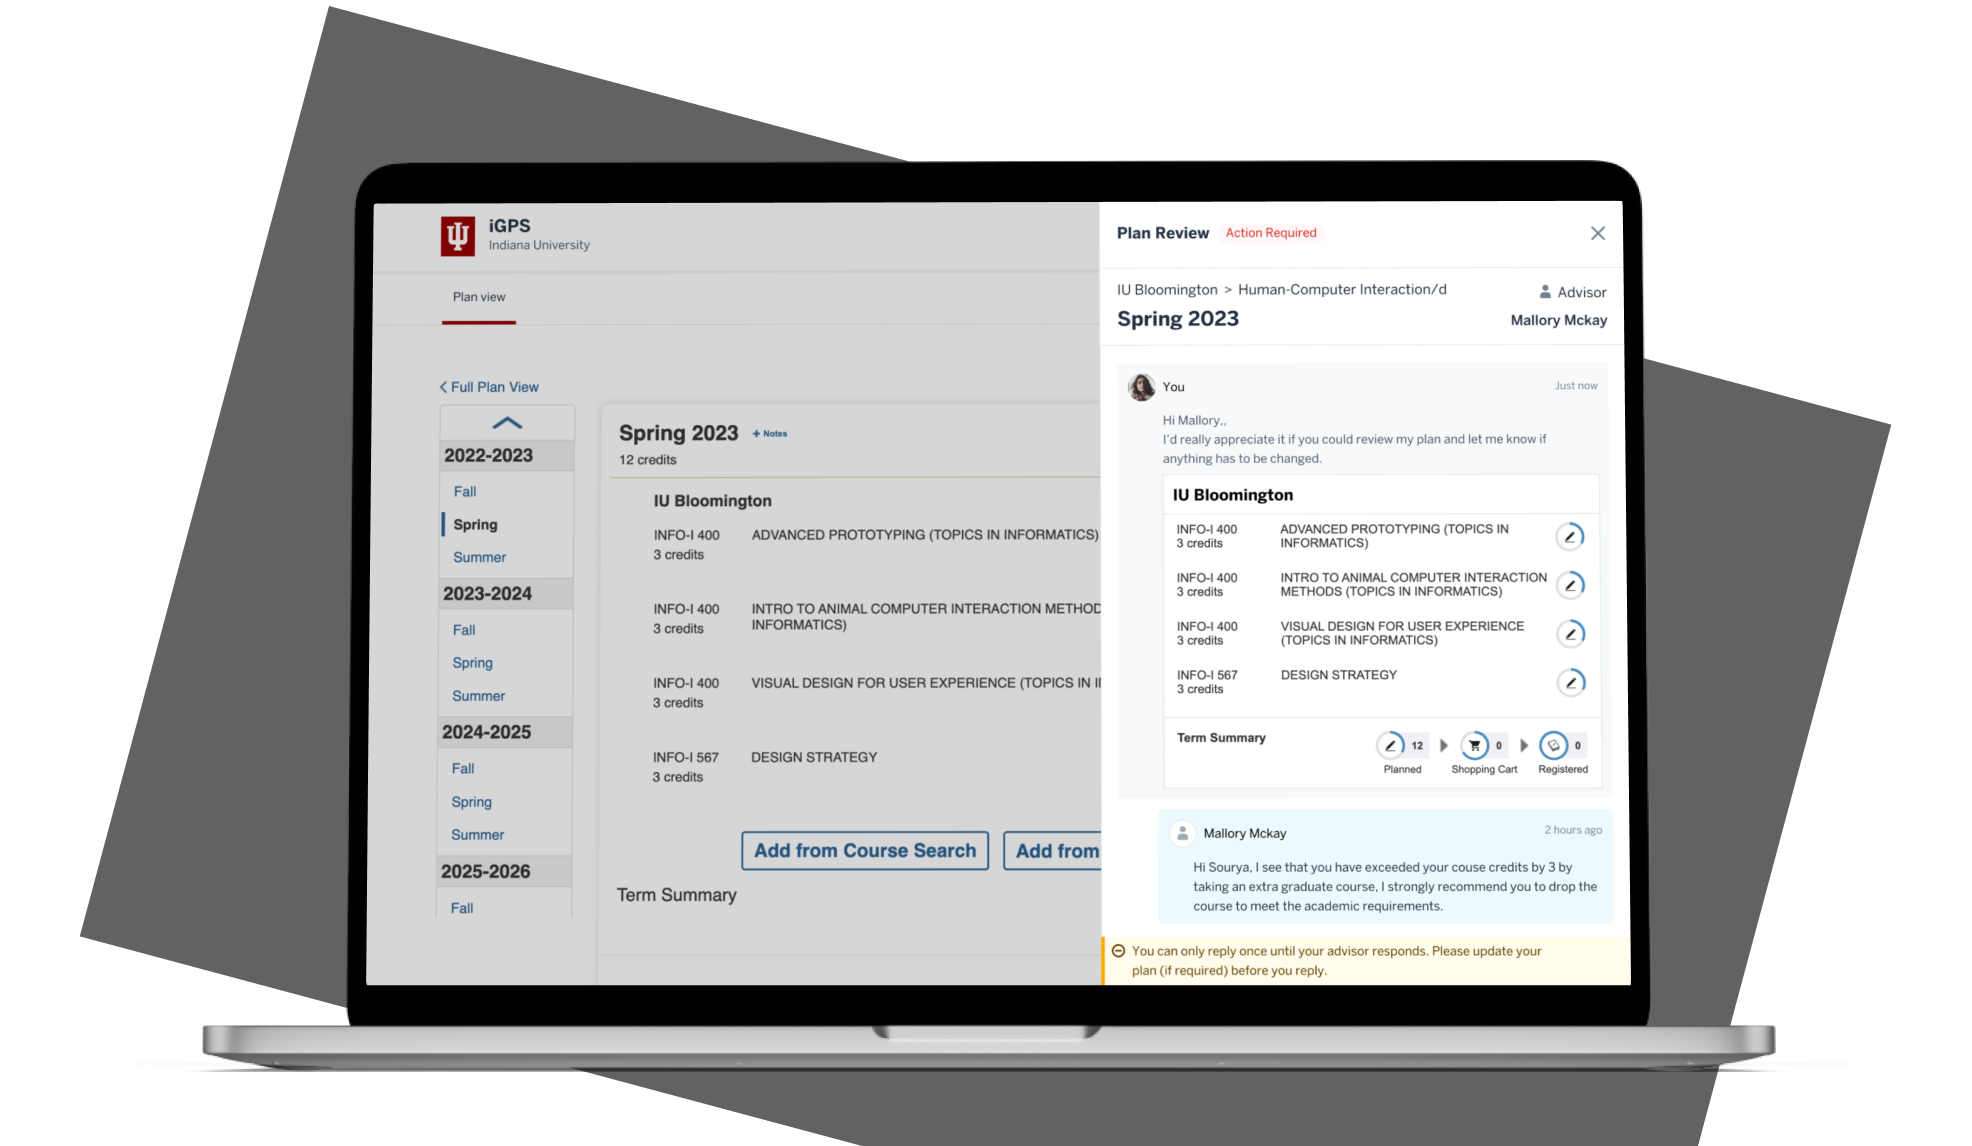 iGPS
Indiana University
Plan view
Full Plan View
2022-2023
Fall
Spring
Summer
2023-2024
Fall
Spring
Summer
2024-2025
Fall
Spring
Summer
2025-2026
Fall
Spring 2023
+ Notes
12 credits
IU Bloomington
INFO-I 400
ADVANCED PROTOTYPING (TOPICS IN INFORMATICS)
3 credits
INFO-I 400
INTRO TO ANIMAL COMPUTER INTERACTION METHOD
3 credits
INFORMATICS)
INFO-I 400
VISUAL DESIGN FOR USER EXPERIENCE (TOPICS IN I
3 credits
INFO-I 567
DESIGN STRATEGY
3 credits
Add from Course Search
Add from
Term Summary
Plan Review
Action Required
IU Bloomington > Human-Computer Interaction/d
Advisor
Spring 2023
Mallory Mckay
You
Just now
Hi Mallory,,
I'd really appreciate it if you could review my plan and let me know if
anything has to be changed.
IU Bloomington
INFO-I 400
3 credits
ADVANCED PROTOTYPING (TOPICS IN
INFORMATICS)
INFO-I 400
3 credits
INTRO TO ANIMAL COMPUTER INTERACTION
METHODS (TOPICS IN INFORMATICS)
INFO-I 400
3 credits
VISUAL DESIGN FOR USER EXPERIENCE
(TOPICS IN INFORMATICS)
INFO-I 567
3 credits
DESIGN STRATEGY
Term Summary
12
0
0
Planned
Shopping Cart
Registered
Mallory Mckay
2 hours ago
Hi Sourya, I see that you have exceeded your couse credits by 3 by
taking an extra graduate course, I strongly recommend you to drop the
course to meet the academic requirements.
You can only reply once until your advisor responds. Please update your
plan (if required) before you reply.